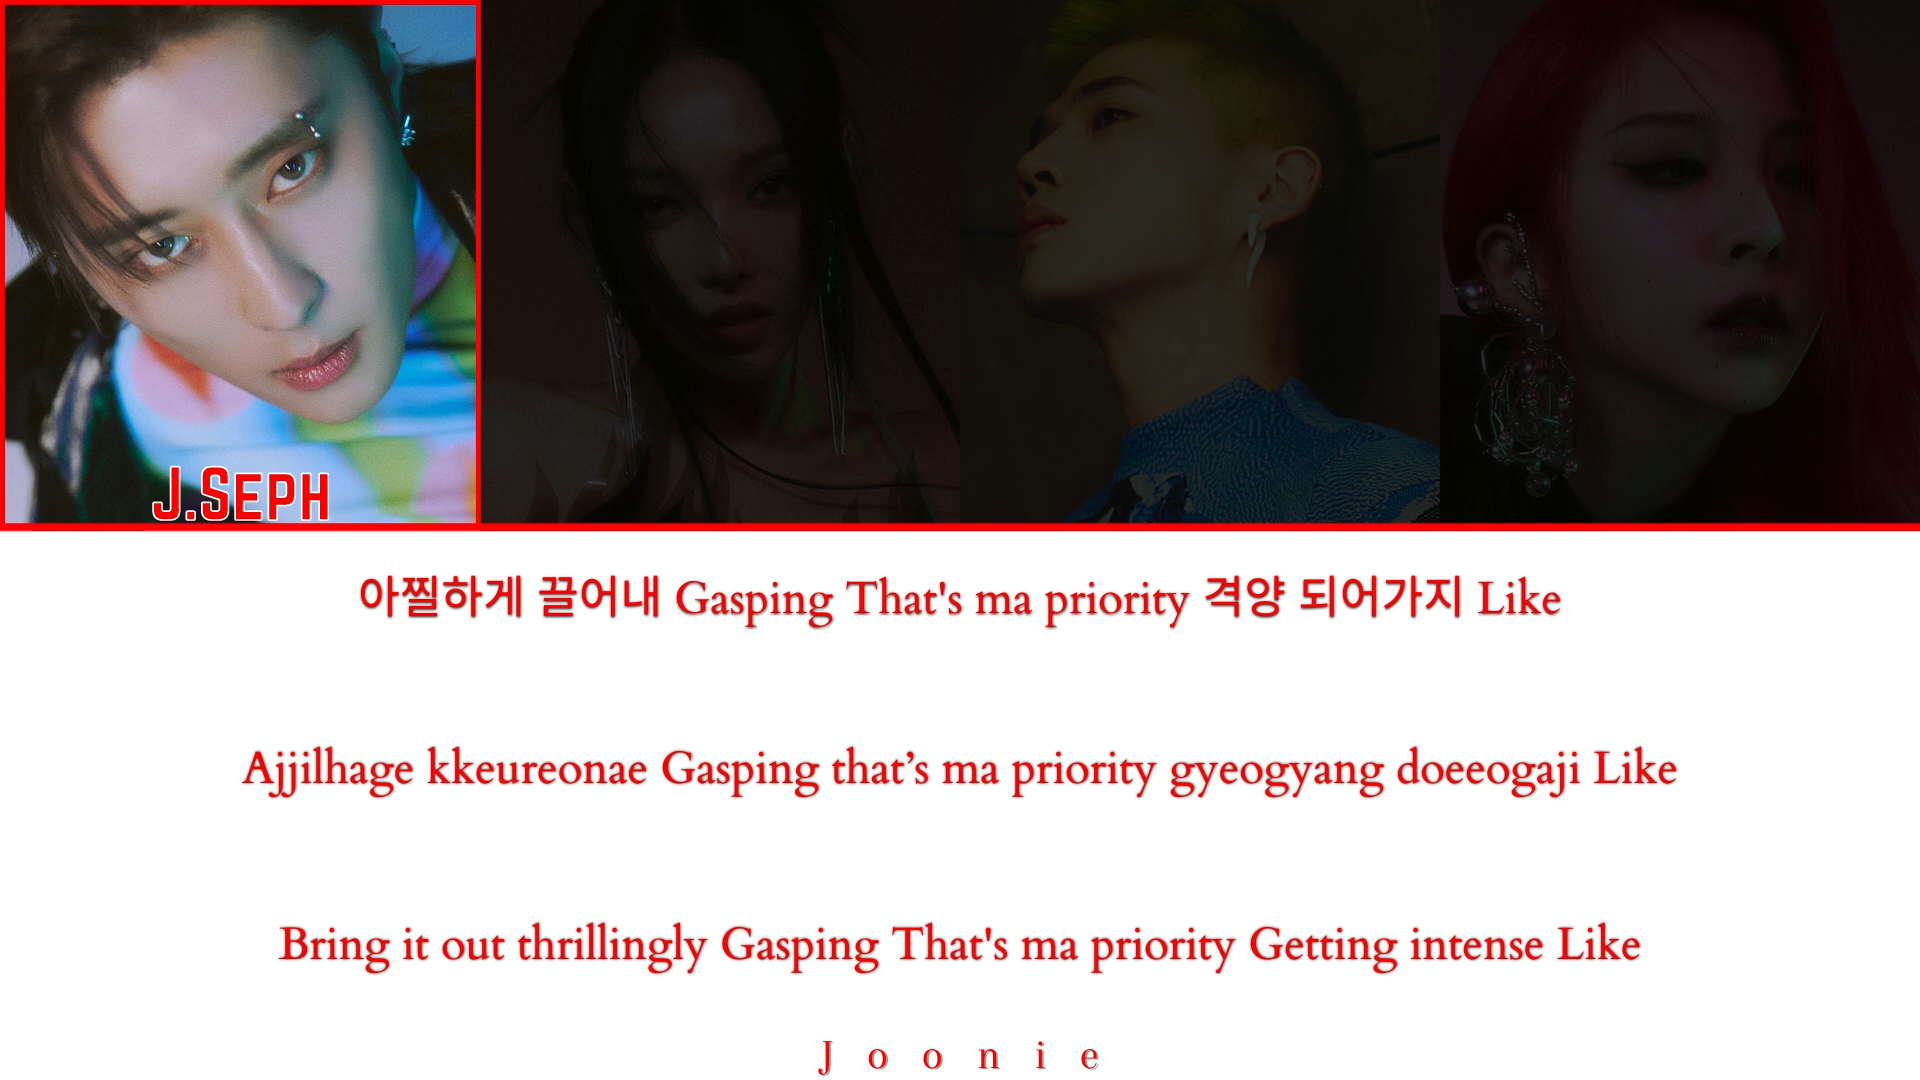 J.SEPH
아찔하게 끌어내 Gasping That's ma priority 격양 되어가지 Like
Ajjilhage kkeureonae Gasping that’s ma priority gyeogyang doeeogaji Like
Bring it out thrillingly Gasping That's ma priority Getting intense Like
Joonie